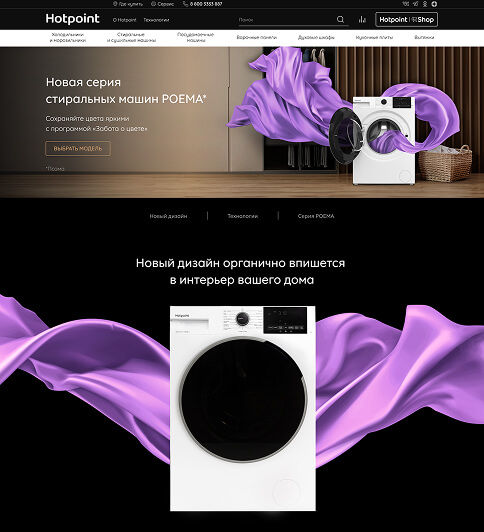 Где купить
Сервис
8 800 3333 887
Hotpoint
О Hotpoint
Технологии
Поиск
Hotpoint
Shop
Холодильники
и морозильники
Стиральные
и сушильные машины
Посудомоечные
машины
Варочные панели
Духовые шкафы
Кухонные плиты
Вытяжки
Новая серия
стиральных машин POEMA*
Сохраняйте цвета яркими
с программой «Забота о цвете»
ВЫБРАТЬ МОДЕЛЬ
*Поэма
Новый дизайн
Технологии
Серия POEMA
Новый дизайн органично впишется
в интерьер вашего дома
Hotpoint